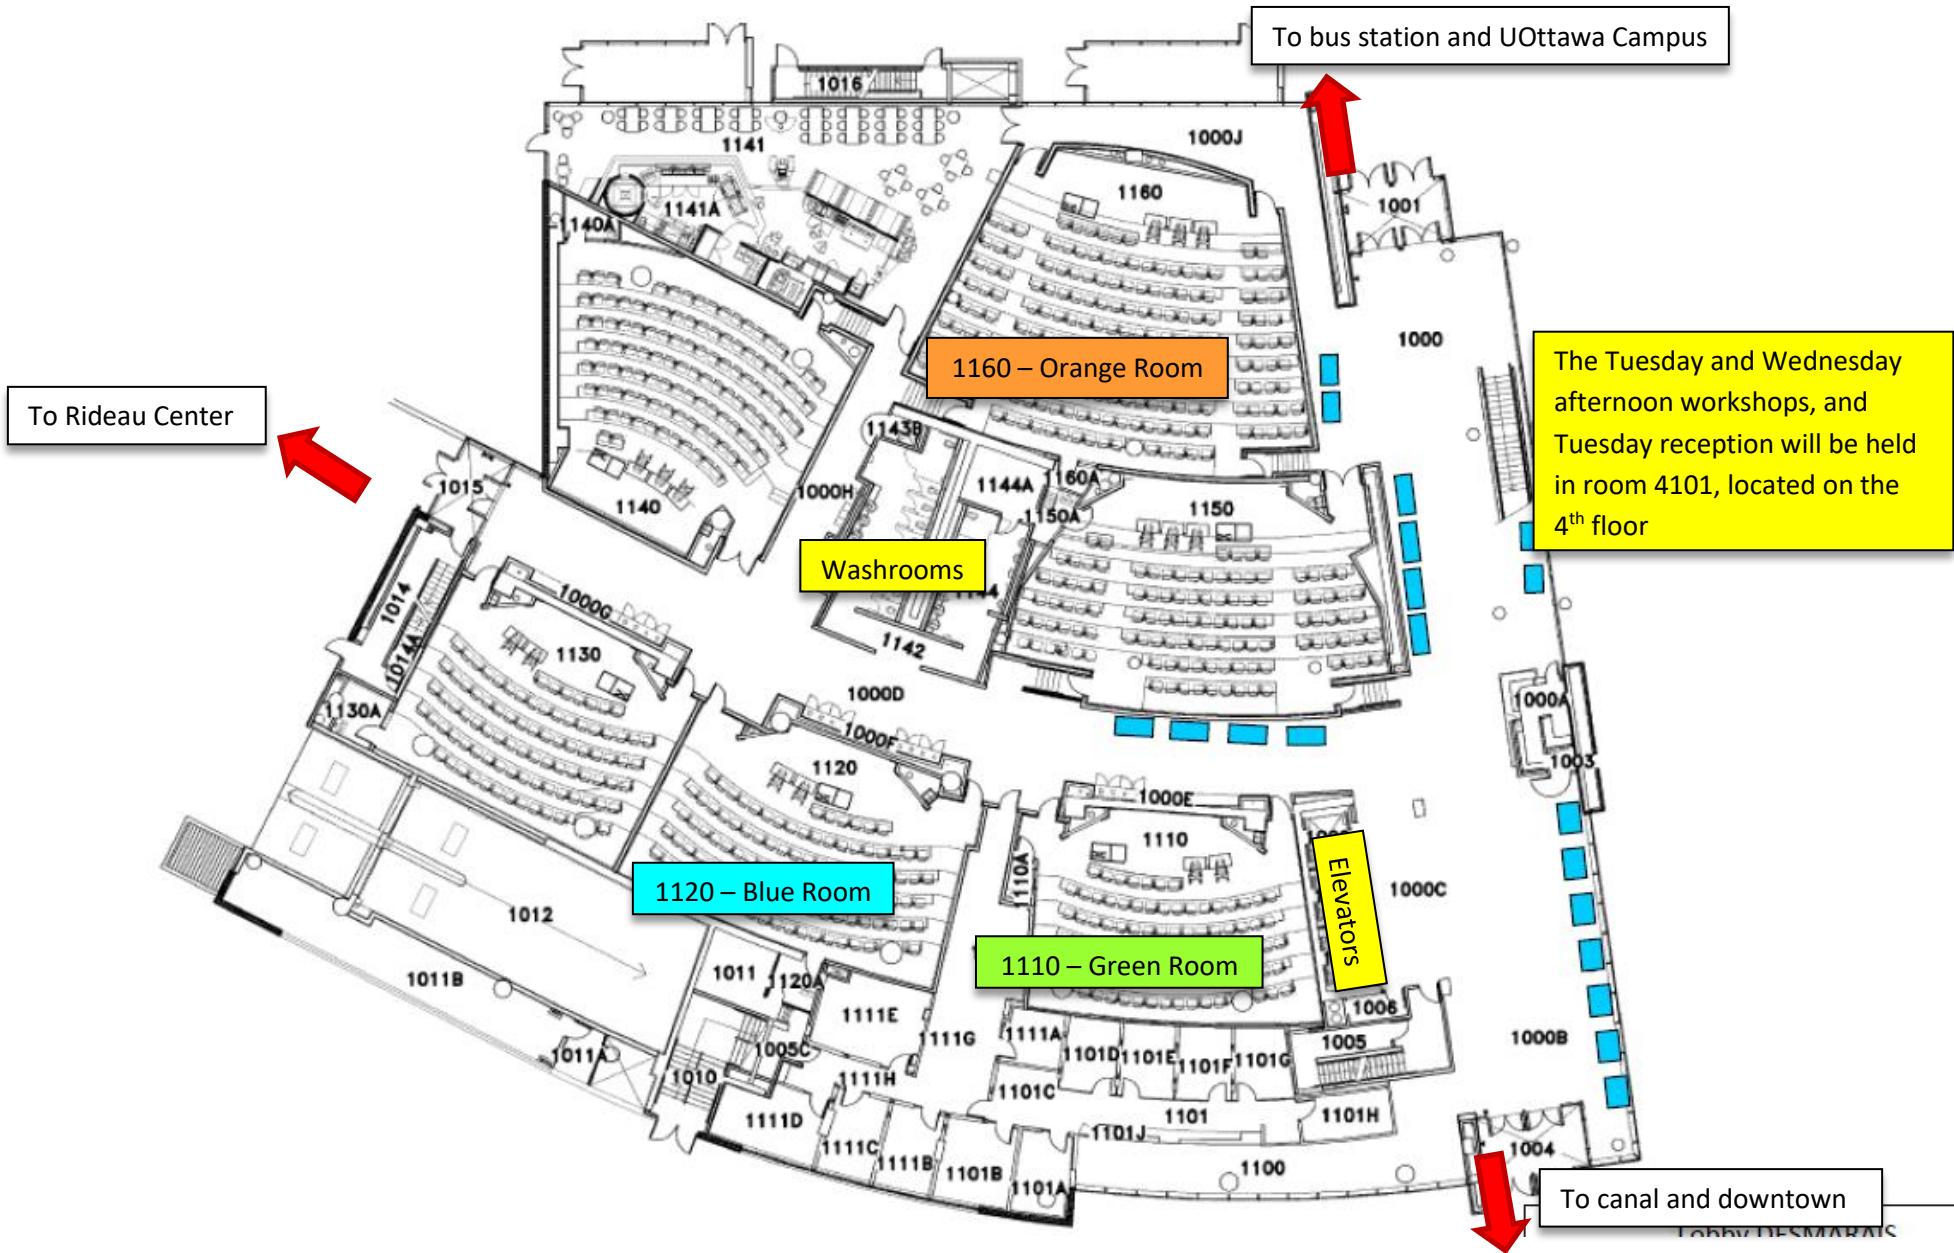 To bus station and UOttawa Campus
1016
1141
1000J
1160
1141A
1140A
1001
1000
1160 – Orange Room
The Tuesday and Wednesday
afternoon workshops, and
Tuesday reception will be held
in room 4101, located on the
4th floor
To Rideau Center
1143B
1015
1140
1000H
1144A
1160A
1150A
1150
Washrooms
1144
1014
1014A
1000G
1130
1142
1130A
1000D
1000F
1120
1000A
1003
1000E
1110
1110A
Elevators
1000C
1120 – Blue Room
1012
1110 – Green Room
1011B
1011
1120A
1111E
1111G
1111A
1006
1005
1000B
1005C
1101D
1101E
1101F
1101G
1011A
1010
1111H
1101C
1101
1101H
1111D
1101J
1111C
1111B
1101B
1101A
1100
1004
To canal and downtown
Lobby DESMARAIS